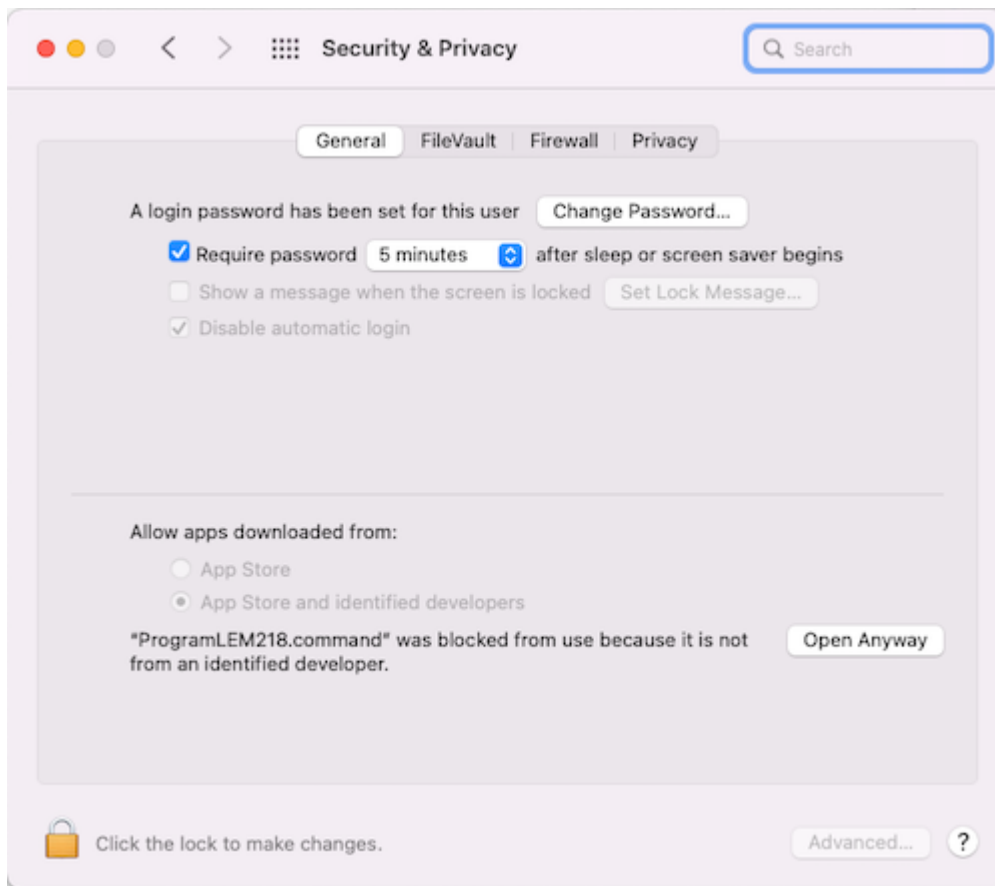 Security & Privacy
Search
General FileVault Firewall Privacy
A login password has been set for this user Change Password...
Require password 5 minutes after sleep or screen saver begins
Show a message when the screen is locked Set Lock Message...
Disable automatic login
Allow apps downloaded from:
App Store
App Store and identified developers
“ProgramLEM218.command” was blocked from use because it is not
from an identified developer.
Open Anyway
Click the lock to make changes.
Advanced... ?